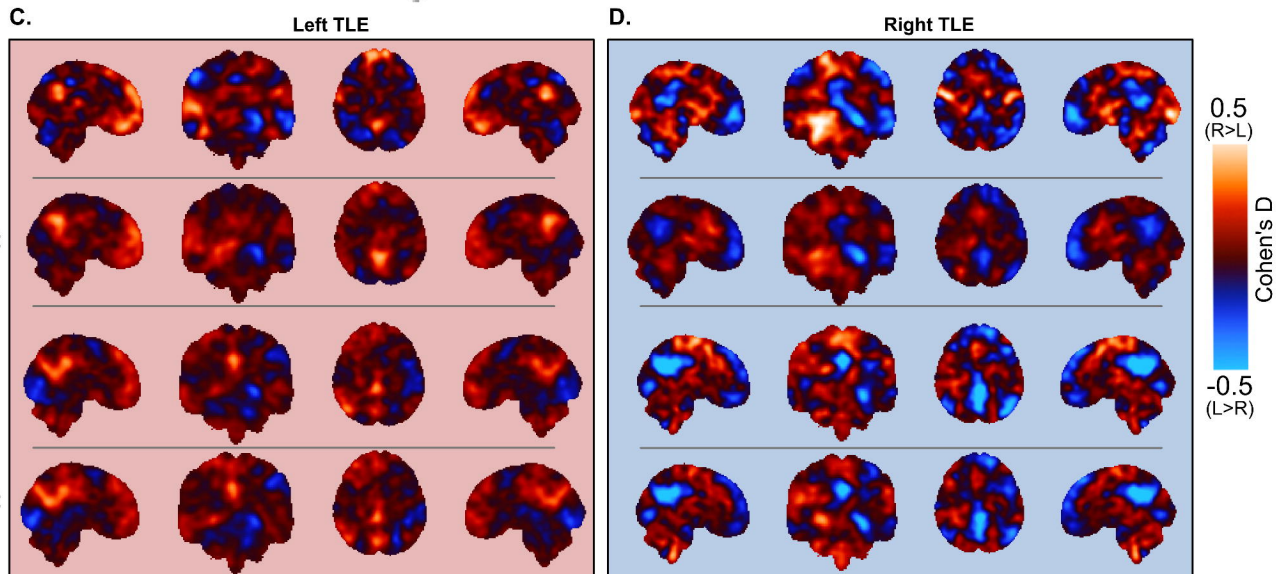 C.
Left TLE
D.
Right TLE
0.5
(R>L)
Cohen's D
-0.5
(L>R)